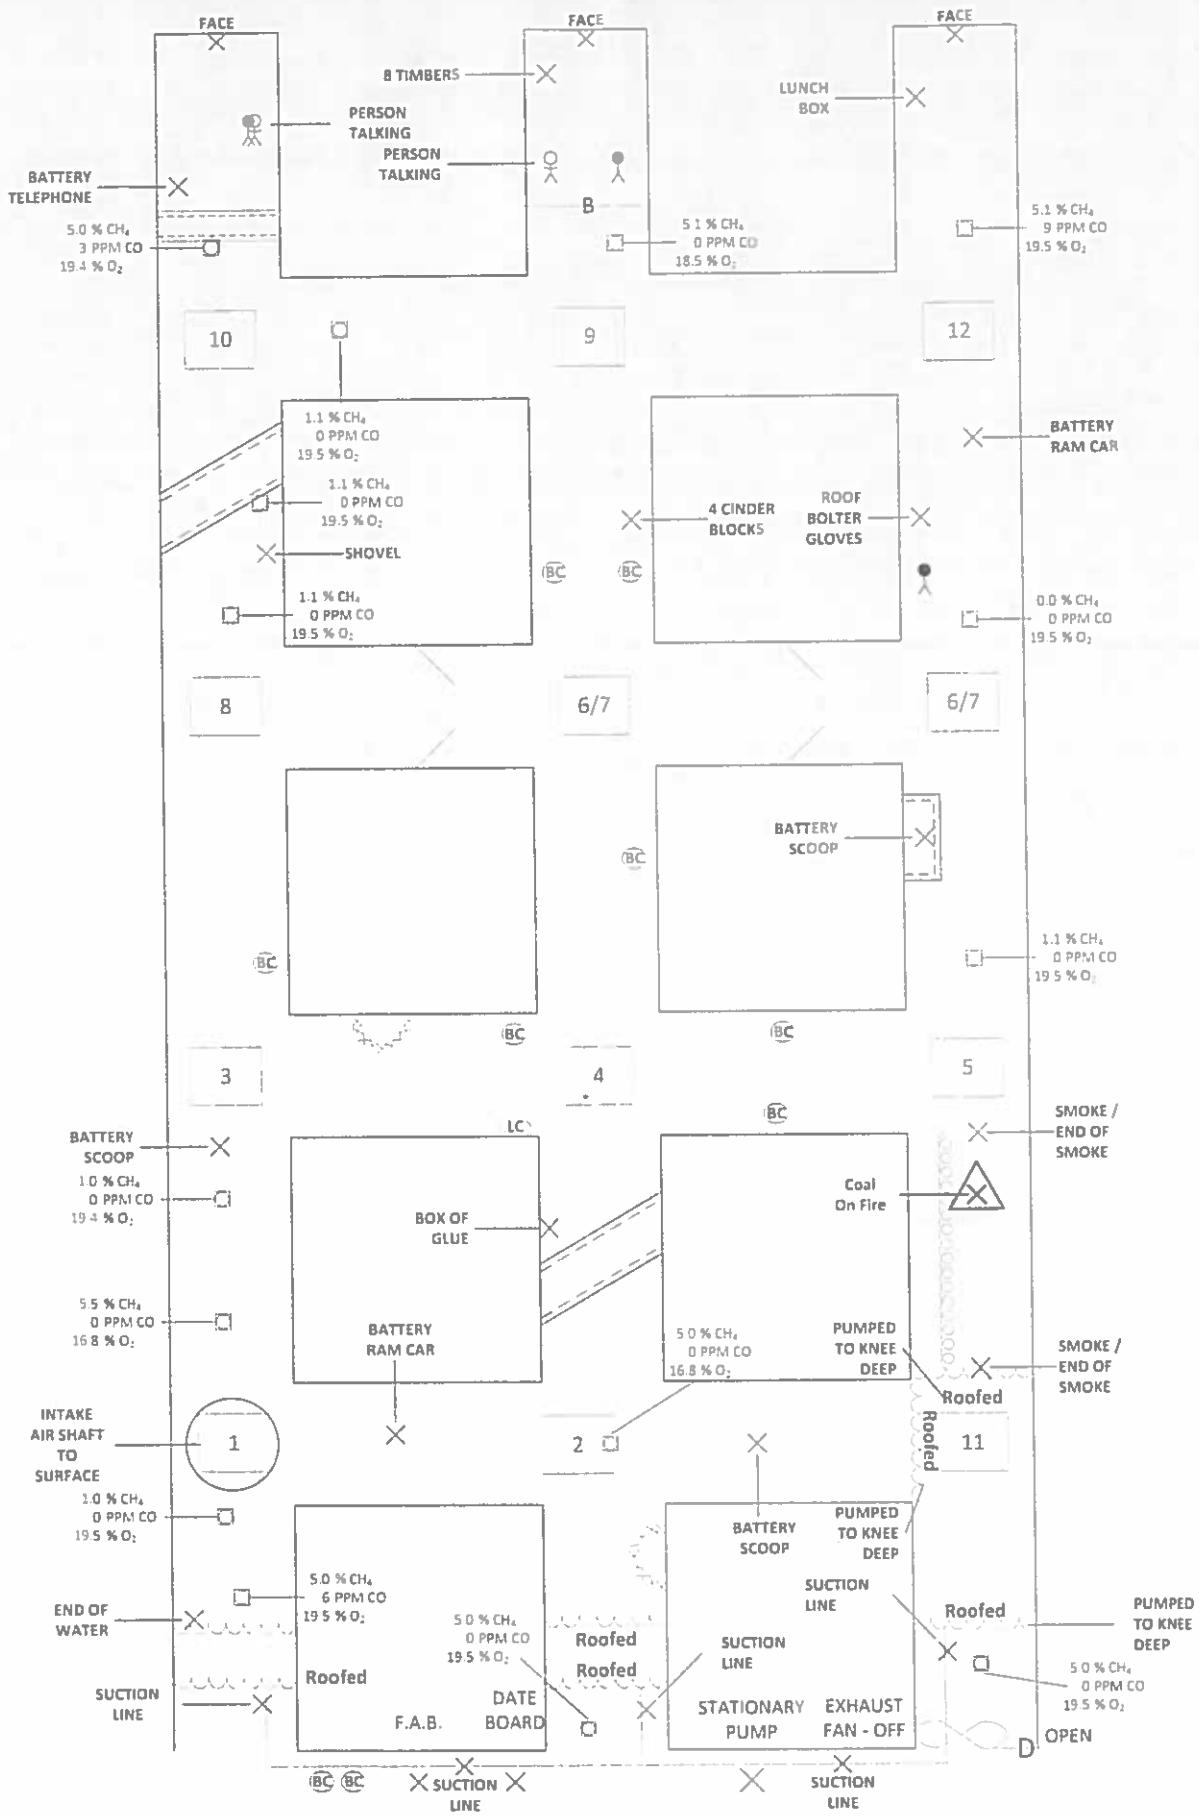 FACE
FACE
FACE
8 TIMBERS
LUNCH
BOX
PERSON
TALKING
PERSON
TALKING
BATTERY
TELEPHONE
B
5.0 % CH₄
3 PPM CO
19.4 % O₂
5.1 % CH₄
0 PPM CO
18.5 % O₂
5.1 % CH₄
9 PPM CO
19.5 % O₂
10
9
12
1.1 % CH₄
0 PPM CO
19.5 % O₂
BATTERY
RAM CAR
1.1 % CH₄
0 PPM CO
19.5 % O₂
4 CINDER
BLOCKS
ROOF
BOLTER
GLOVES
SHOVEL
BC
BC
1.1 % CH₄
0 PPM CO
19.5 % O₂
0.0 % CH₄
0 PPM CO
19.5 % O₂
8
6/7
6/7
BATTERY
SCOOP
BC
BC
1.1 % CH₄
0 PPM CO
19.5 % O₂
BC
BC
3
4
5
BC
LC
SMOKE /
END OF
SMOKE
BATTERY
SCOOP
1.0 % CH₄
0 PPM CO
19.4 % O₂
Coal
On Fire
BOX OF
GLUE
5.5 % CH₄
0 PPM CO
16.8 % O₂
BATTERY
RAM CAR
5.0 % CH₄
0 PPM CO
16.8 % O₂
PUMPED
TO KNEE
DEEP
SMOKE /
END OF
SMOKE
Roofed
Roofed
INTAKE
AIR SHAFT
TO
SURFACE
1
2
11
1.0 % CH₄
0 PPM CO
19.5 % O₂
BATTERY
SCOOP
PUMPED
TO KNEE
DEEP
5.0 % CH₄
6 PPM CO
19.5 % O₂
SUCTION
LINE
END OF
WATER
5.0 % CH₄
0 PPM CO
19.5 % O₂
Roofed
Roofed
PUMPED
TO KNEE
DEEP
Roofed
Roofed
SUCTION
LINE
5.0 % CH₄
0 PPM CO
19.5 % O₂
SUCTION
LINE
F.A.B.
DATE
BOARD
STATIONARY
PUMP
EXHAUST
FAN - OFF
D
OPEN
BC
BC
SUCTION
LINE
SUCTION
LINE